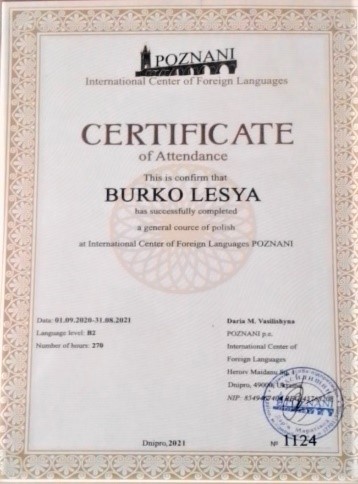 POZNANI
International Center of Foreign Languages
CERTIFICATE
of Attendance
This is confirm that
BURKO LESYA
has successfully completed
a general cource of polish
at International Center of Foreign Languages POZNANI
Data: 01.09.2020-31.08.2021
Language level: B2
Number of hours: 270
Daria M. Vasilishyna
POZNANI p.e.
International Center of
Foreign Languages
Heroiv Maidanu
Dnipro, Ukraine
NIP:
POZNANI
Dnipro, 2021
№ 1124